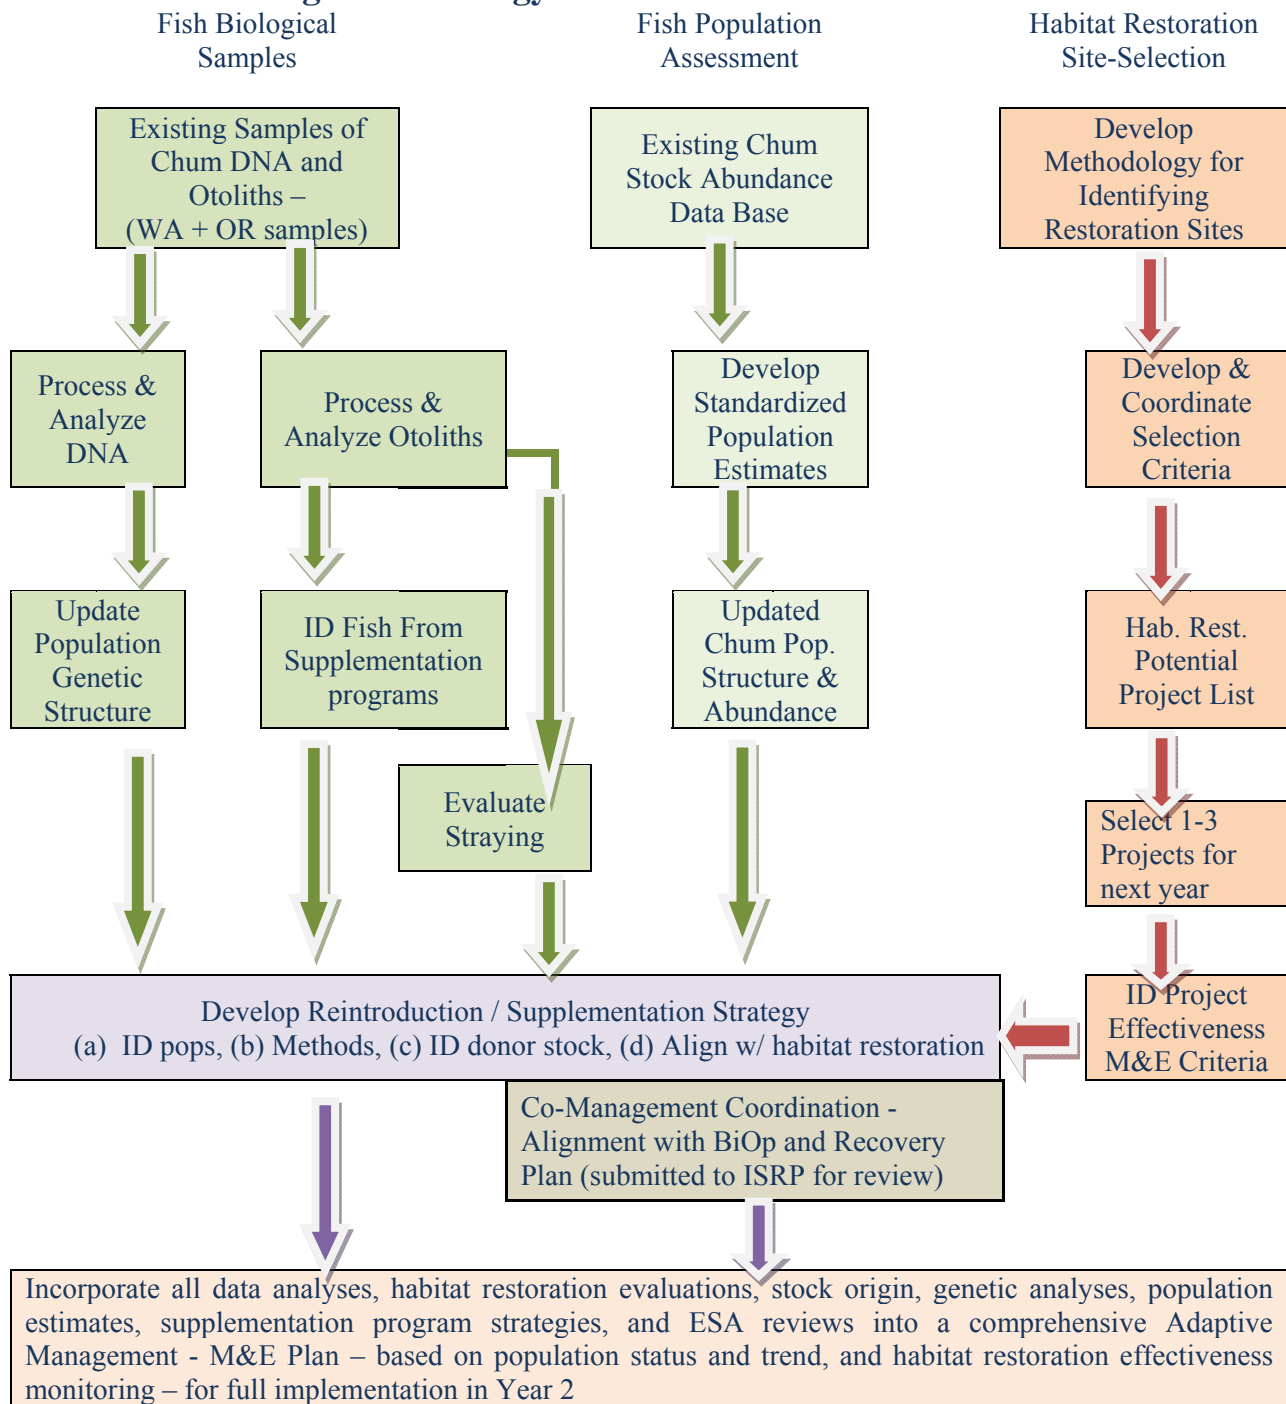 Fish Biological
Samples
Fish Population
Assessment
Habitat Restoration
Site-Selection
Existing Samples of
Chum DNA and
Otoliths –
(WA + OR samples)
Existing Chum
Stock Abundance
Data Base
Develop
Methodology for
Identifying
Restoration Sites
Process &
Analyze
DNA
Process &
Analyze Otoliths
Develop
Standardized
Population
Estimates
Develop &
Coordinate
Selection
Criteria
Update
Population
Genetic
Structure
ID Fish From
Supplementation
programs
Updated
Chum Pop.
Structure &
Abundance
Hab. Rest.
Potential
Project List
Evaluate
Straying
Select 1-3
Projects for
next year
Develop Reintroduction / Supplementation Strategy
(a) ID pops, (b) Methods, (c) ID donor stock, (d) Align w/ habitat restoration
ID Project
Effectiveness
M&E Criteria
Co-Management Coordination -
Alignment with BiOp and Recovery
Plan (submitted to ISRP for review)
Incorporate all data analyses, habitat restoration evaluations, stock origin, genetic analyses, population
estimates, supplementation program strategies, and ESA reviews into a comprehensive Adaptive
Management - M&E Plan – based on population status and trend, and habitat restoration effectiveness
monitoring – for full implementation in Year 2